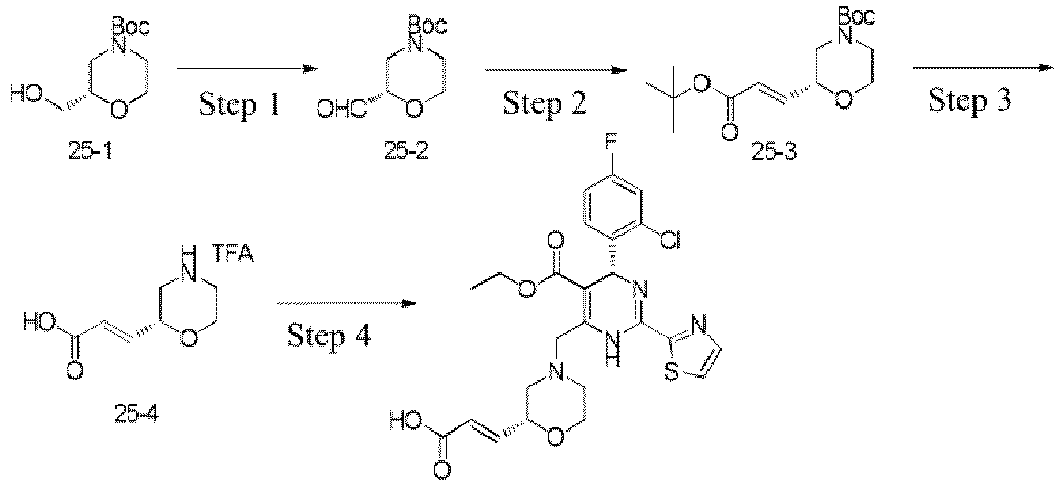 Boc
N
HO
O
25-1
Step 1
Boc
N
OHC
O
25-2
Step 2
Boc
N
O
O
O
25-3
Step 3
H
N
TFA
HO
O
O
25-4
Step 4
F
Cl
O
O
N
N
H
N
S
N
HO
O
O